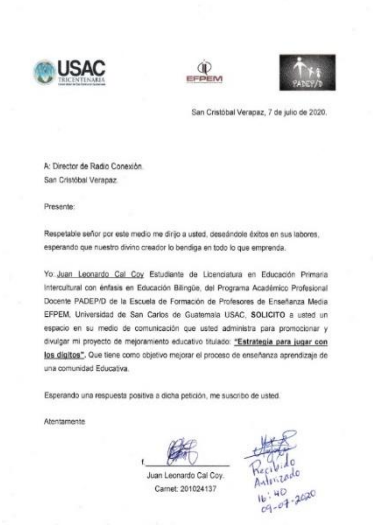 USAC
TRICENTENARIA
EFPEM
PADEP/D
San Cristóbal Verapaz, 7 de julio de 2020.
A: Director de Radio Conexión.
San Cristóbal Verapaz.
Presente:
Respetable señor por este medio me dirijo a usted, deseándole éxitos en sus labores,
esperando que nuestro divino creador lo bendiga en todo lo que emprenda.
Yo: Juan Leonardo Cal Coy Estudiante de Licenciatura en Educación Primaria
Intercultural con énfasis en Educación Bilingüe, del Programa Académico Profesional
Docente PADEP/D de la Escuela de Formación de Profesores de Enseñanza Media
EFPEM, Universidad de San Carlos de Guatemala USAC, SOLICITO a usted un
espacio en su medio de comunicación que usted administra para promocionar y
divulgar mi proyecto de mejoramiento educativo titulado: "Estrategia para jugar con
los dígitos". Que tiene como objetivo mejorar el proceso de enseñanza aprendizaje de
una comunidad Educativa.
Esperando una respuesta positiva a dicha petición, me suscribo de usted.
Atentamente
f.
Juan Leonardo Cal Coy.
Carnet: 201024137
Recibido
Autorizado
16:40
09-07-2020